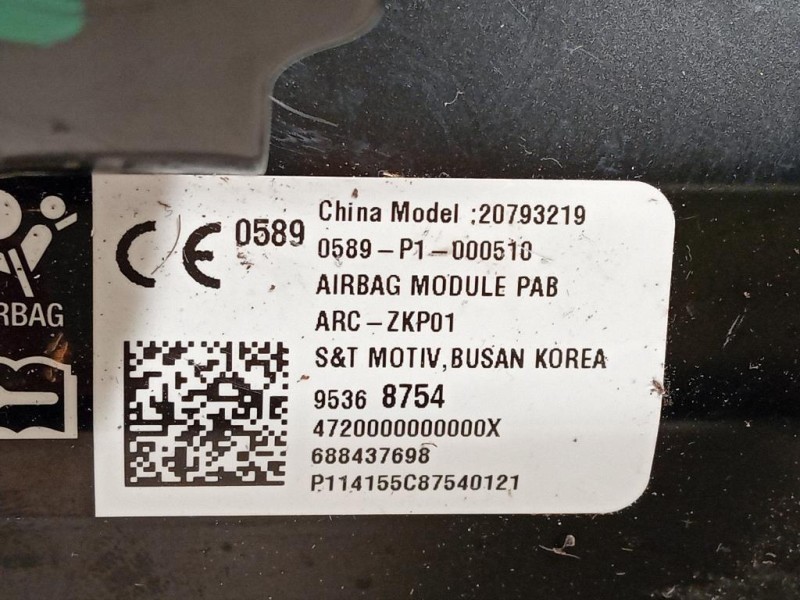 CE 0589
China Model :20793219
0589-P1-000510
AIRBAG MODULE PAB
ARC-ZKP01
S&T MOTIV,BUSAN KOREA
9536 8754
4720000000000X
688437698
P114155C87540121
RBAG